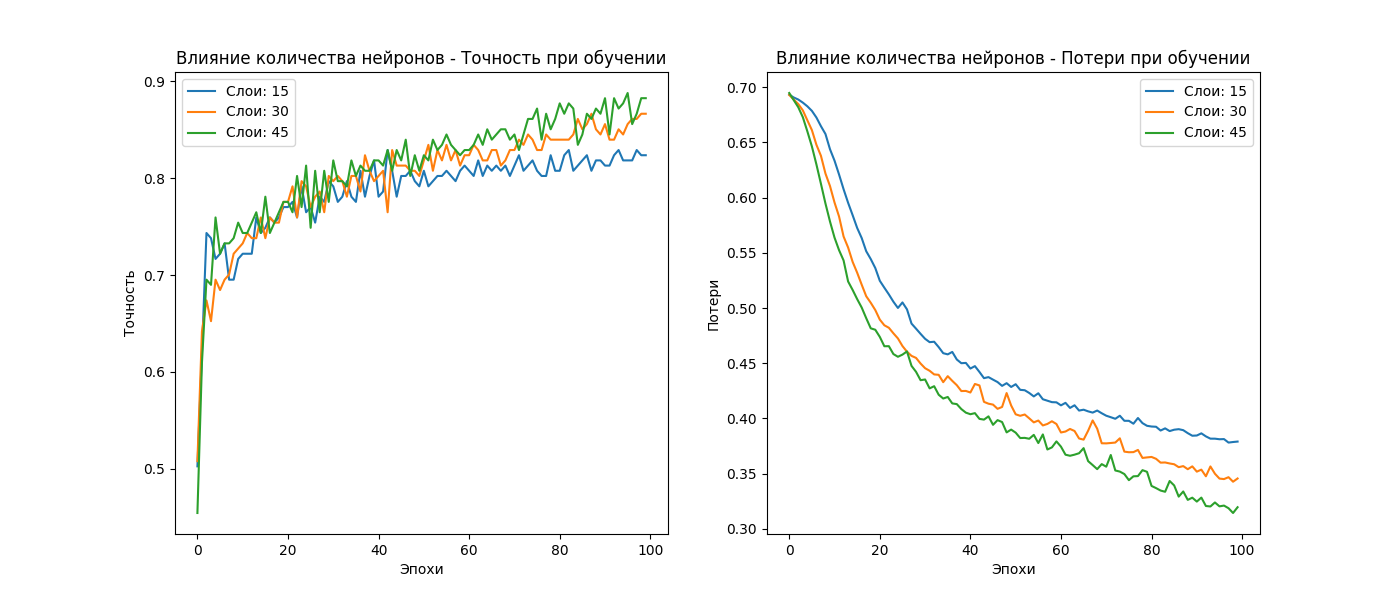 Влияние количества нейронов - Точность при обучении
Слои: 15
Слои: 30
Слои: 45
0.9
0.8
0.7
0.6
0.5
Точность
0 20 40 60 80 100
Эпохи
Влияние количества нейронов - Потери при обучении
Слои: 15
Слои: 30
Слои: 45
0.70
0.65
0.60
0.55
0.50
0.45
0.40
0.35
0.30
Потери
0 20 40 60 80 100
Эпохи